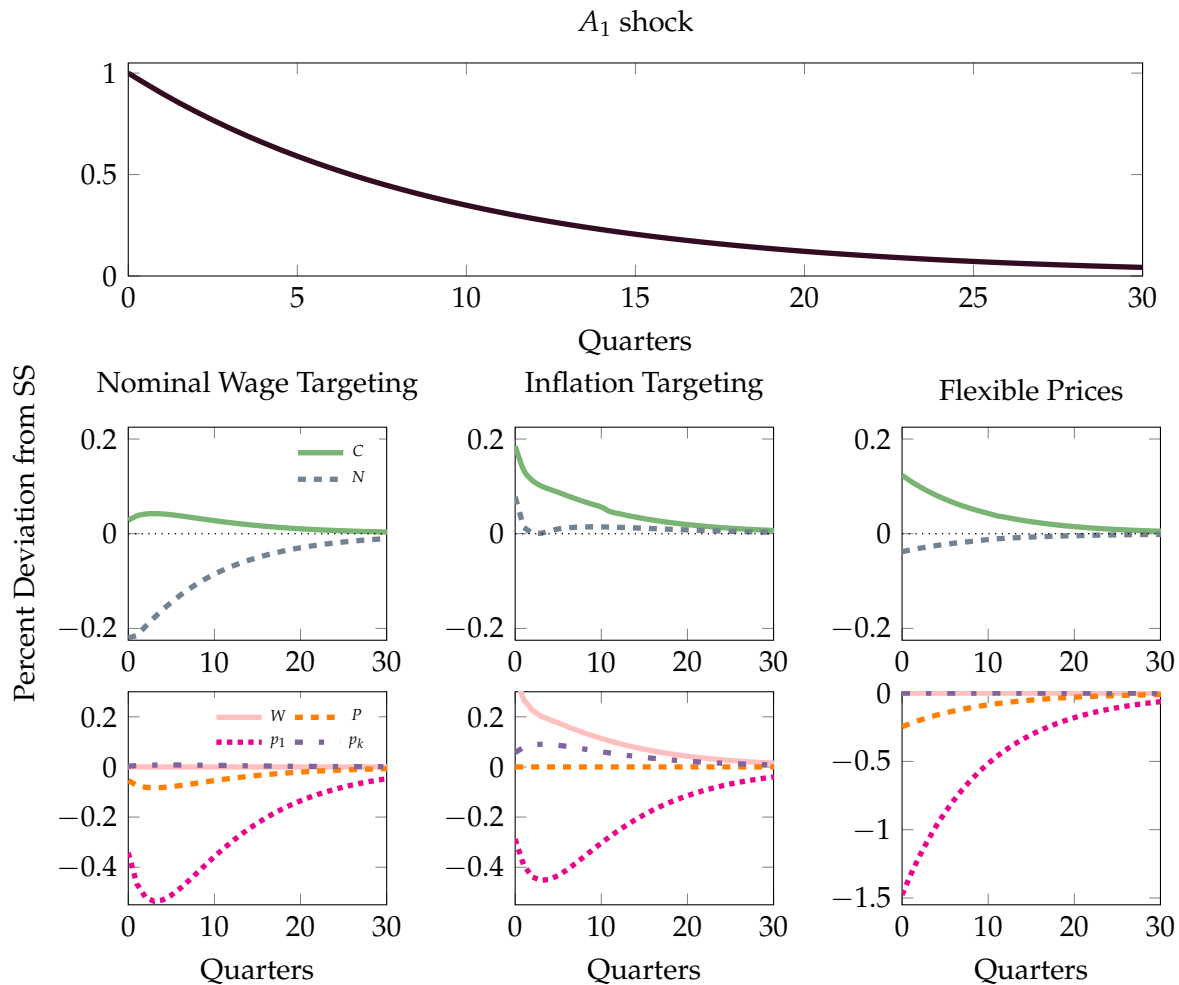 A₁ shock
1
0.5
0
0 5 10 15 20 25 30
Quarters
Percent Deviation from SS
Nominal Wage Targeting Inflation Targeting Flexible Prices
0.2
0
−0.2
C
N
0 10 20 30
0.2
0
−0.2
0 10 20 30
0.2
0
−0.2
0 10 20 30
0.2
0
−0.2
−0.4
W P
p₁ pₖ
0 10 20 30
Quarters
0.2
0
−0.2
−0.4
0 10 20 30
Quarters
0
−0.5
−1
−1.5
0 10 20 30
Quarters